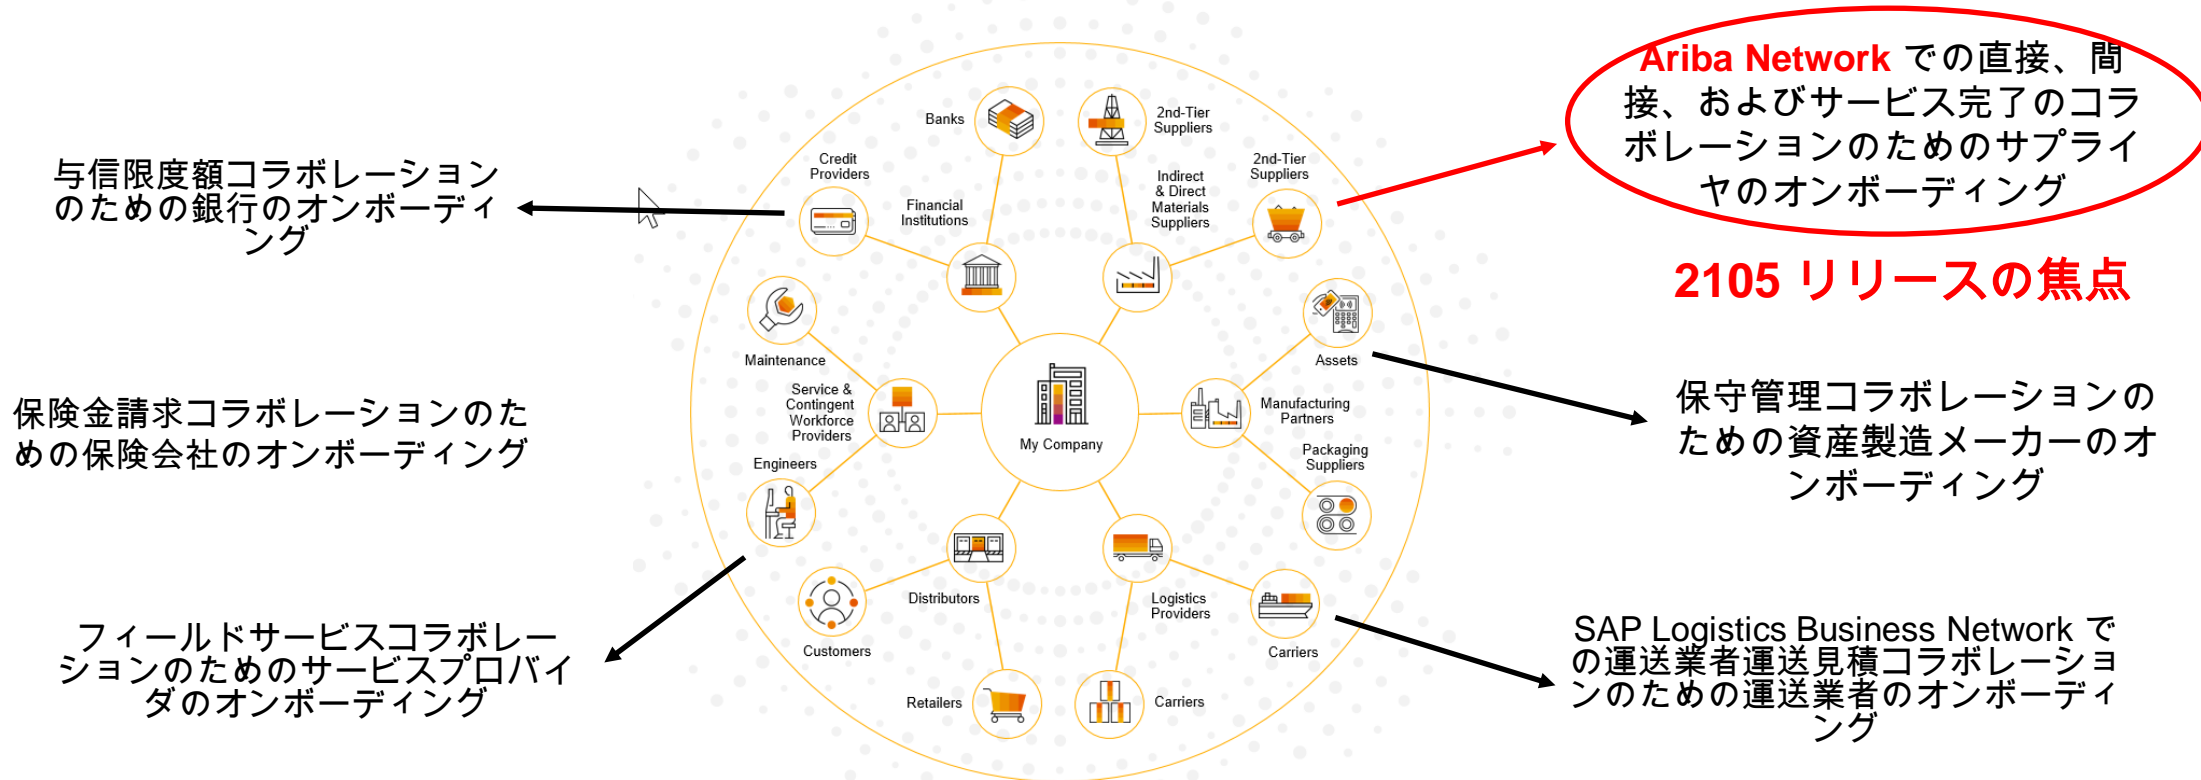 与信限度額コラボレーション
のための銀行のオンボーディ
ング
保険金請求コラボレーションのた
めの保険会社のオンボーディング
フィールドサービスコラボレー
ションのためのサービスプロバイ
ダのオンボーディング
Banks
2nd-Tier
Suppliers
Credit
Providers
2nd-Tier
Suppliers
Financial
Institutions
Indirect
& Direct
Materials
Suppliers
Maintenance
Assets
Service &
Contingent
Workforce
Providers
My Company
Manufacturing
Partners
Engineers
Packaging
Suppliers
Distributors
Logistics
Providers
Customers
Carriers
Retailers
Carriers
Ariba Network での直接、間
接、およびサービス完了のコラ
ボレーションのためのサプライ
ヤのオンボーディング
2105 リリースの焦点
保守管理コラボレーションの
ための資産製造メーカーのオ
ンボーディング
SAP Logistics Business Network で
の運送業者運送見積コラボレーショ
ンのための運送業者のオンボーディ
ング